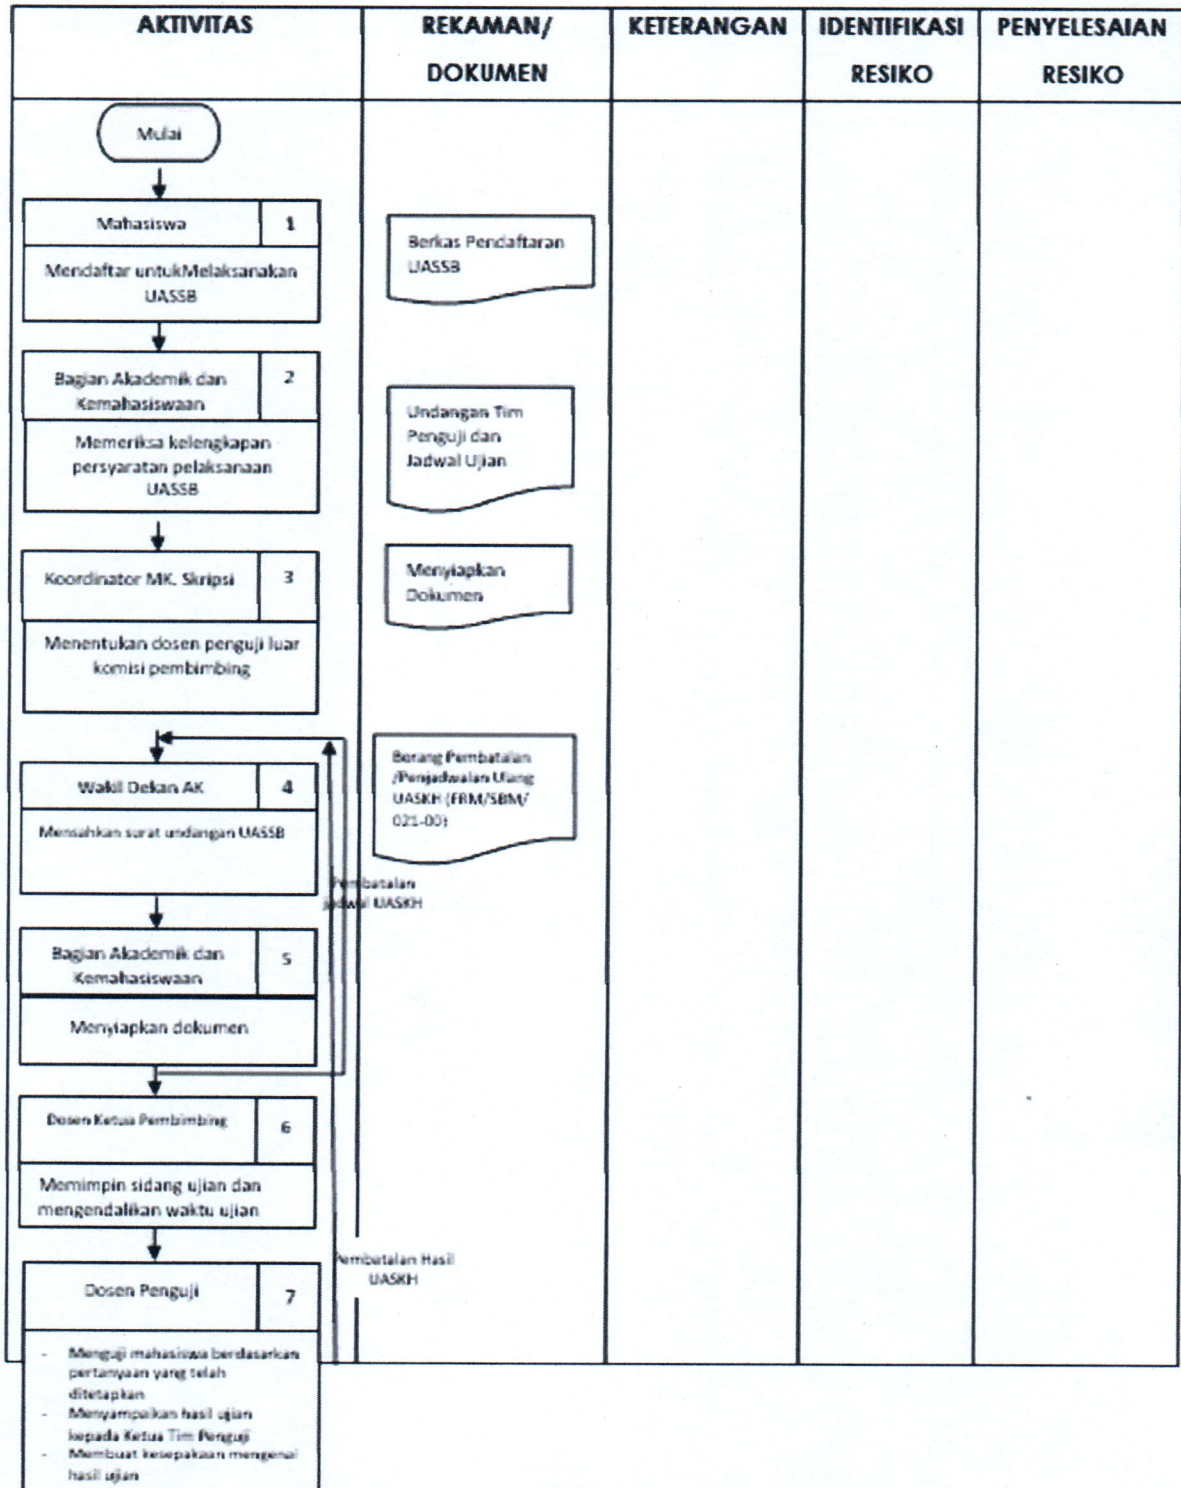 AKTIVITAS
REKAMAN/
DOKUMEN
KETERANGAN
IDENTIFIKASI
RESIKO
PENYELESAIAN
RESIKO
Mulai
Mahasiswa
1
Mendaftar untukMelaksanakan
UASSB
Berkas Pendaftaran
UASSB
Bagian Akademik dan
Kemahasiswaan
2
Memeriksa kelengkapan
persyaratan pelaksanaan
UASSB
Undangan Tim
Penguji dan
Jadwal Ujian
Koordinator MK. Skripsi
3
Menentukan dosen penguji luar
komisi pembimbing
Menyiapkan
Dokumen
Wakil Dekan AK
4
Mensahkan surat undangan UASSB
Borang Pembatalan
/Penjadwalan Ulang
UASKH (FRM/SBM/
021-00)
Pembatalan
jadwal UASKH
Bagian Akademik dan
Kemahasiswaan
5
Menyiapkan dokumen
Dosen Ketua Pembimbing
6
Memimpin sidang ujian dan
mengendalikan waktu ujian
Pembatalan Hasil
UASKH
Dosen Penguji
7
- Menguji mahasiswa berdasarkan
pertanyaan yang telah
ditetapkan
- Menyampaikan hasil ujian
kepada Ketua Tim Penguji
- Membuat kesepakaan mengenai
hasil ujian